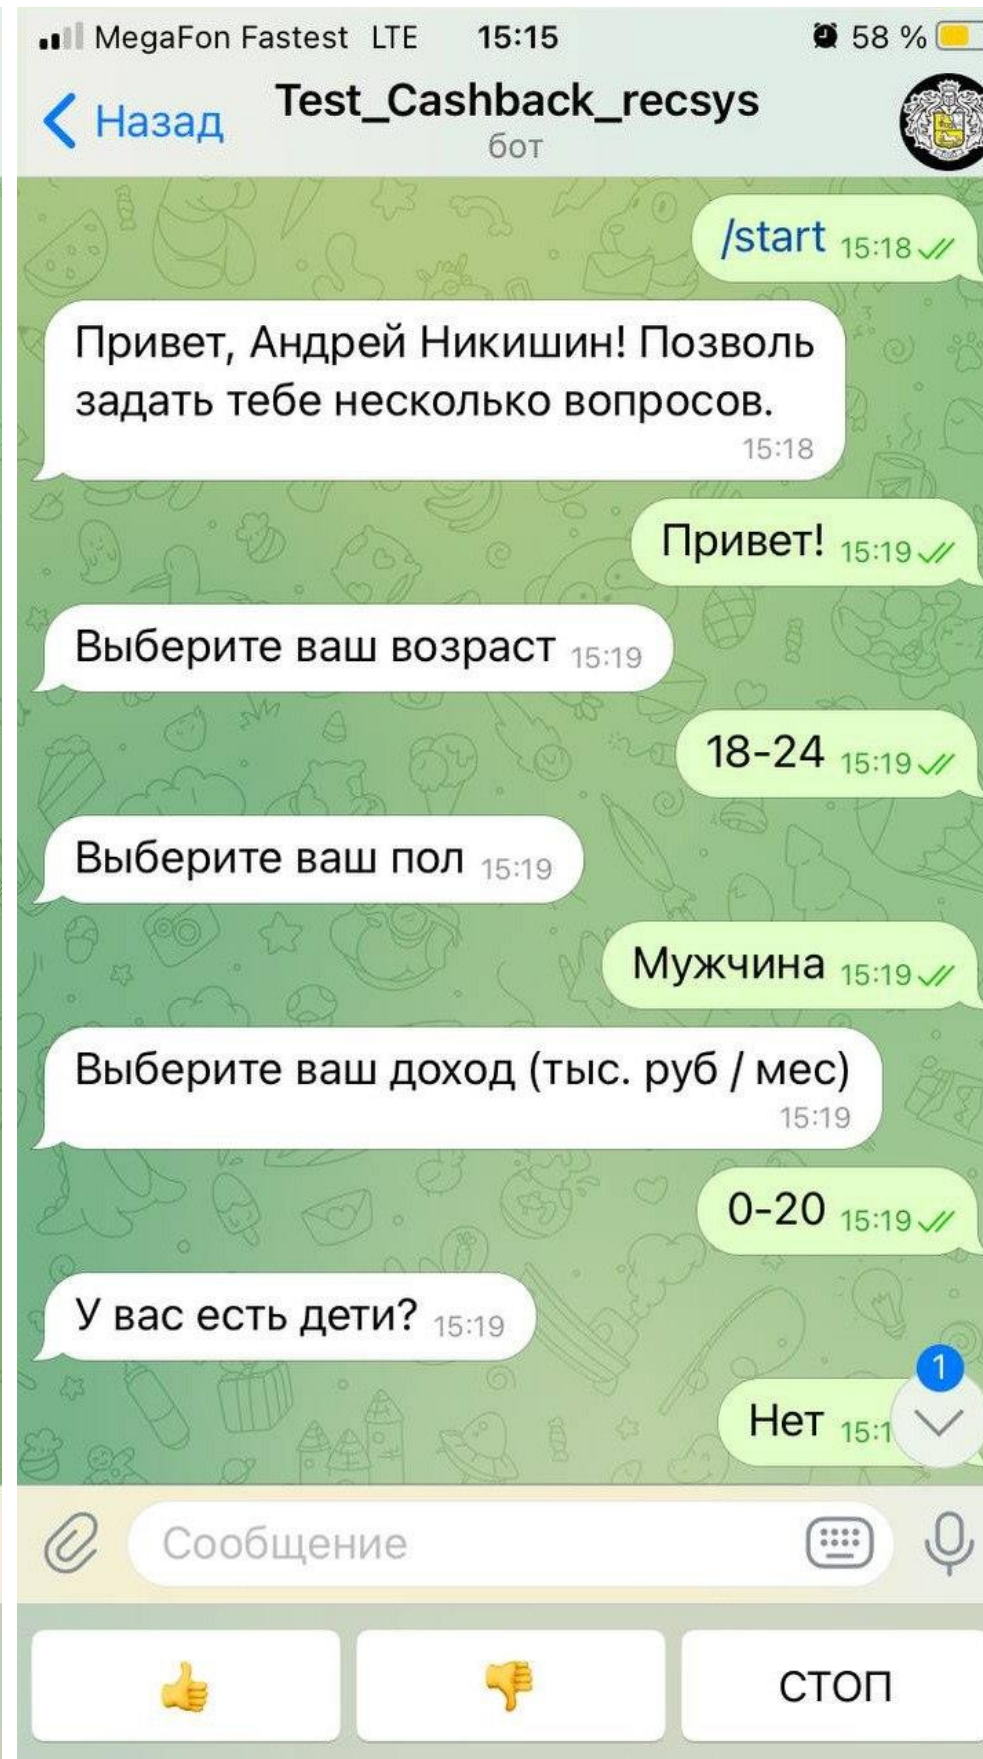 MegaFon Fastest LTE 15:15 58 %
Назад Test_Cashback_recsys
бот
/start 15:18
Привет, Андрей Никишин! Позволь
задать тебе несколько вопросов.
15:18
Привет! 15:19
Выберите ваш возраст 15:19
18-24 15:19
Выберите ваш пол 15:19
Мужчина 15:19
Выберите ваш доход (тыс. руб / мес)
15:19
0-20 15:19
У вас есть дети? 15:19
1
Нет 15:1
Сообщение
СТОП